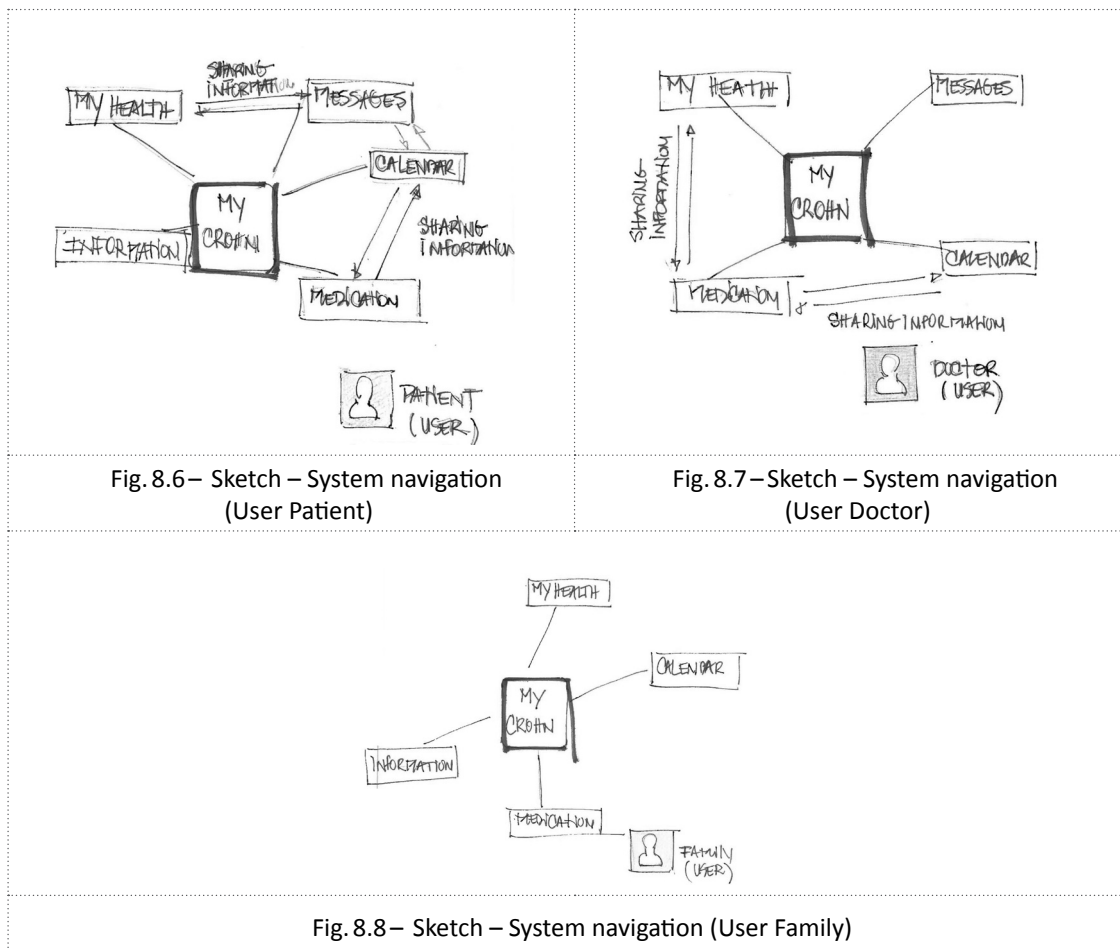 SHARING
INFORMATION
MY HEALTH
MESSAGES
CALENDAR
MY
CROHN
INFORMATION
SHARING
INFORMATION
MEDICATION
PATIENT
(USER)
Fig. 8.6 – Sketch – System navigation
(User Patient)
MY HEATH
MESSAGES
SHARING
INFORMATION
MY
CROHN
CALENDAR
MEDICATION
SHARING INFORMATION
DOCTOR
(USER)
Fig. 8.7 – Sketch – System navigation
(User Doctor)
MY HEALTH
CALENDAR
MY
CROHN
INFORMATION
MEDICATION
FAMILY
(USER)
Fig. 8.8 – Sketch – System navigation (User Family)